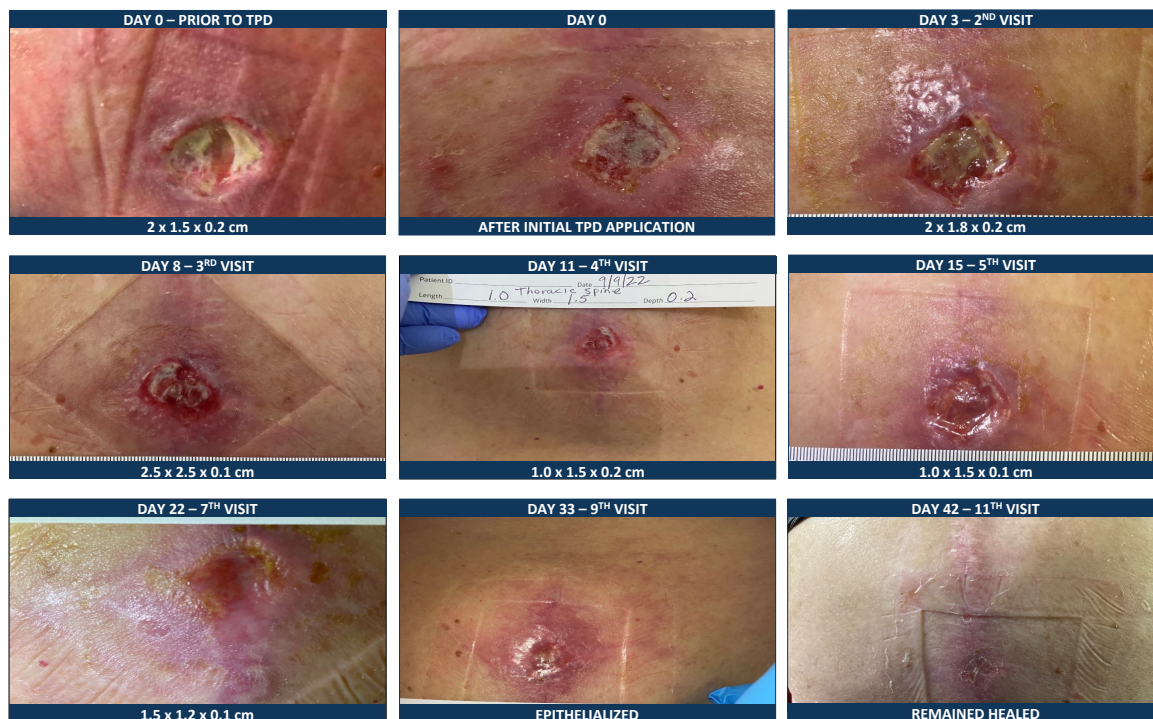 DAY 0 – PRIOR TO TPD
2 x 1.5 x 0.2 cm
DAY 0
AFTER INITIAL TPD APPLICATION
DAY 3 – 2ND VISIT
2 x 1.8 x 0.2 cm
DAY 8 – 3RD VISIT
2.5 x 2.5 x 0.1 cm
DAY 11 – 4TH VISIT
Patient ID Date 9/9/22
Thoracic Spine
Length 1.0 Width 1.5 Depth 0.2
1.0 x 1.5 x 0.2 cm
DAY 15 – 5TH VISIT
1.0 x 1.5 x 0.1 cm
DAY 22 – 7TH VISIT
1.5 x 1.2 x 0.1 cm
DAY 33 – 9TH VISIT
EPITHELIALIZED
DAY 42 – 11TH VISIT
REMAINED HEALED